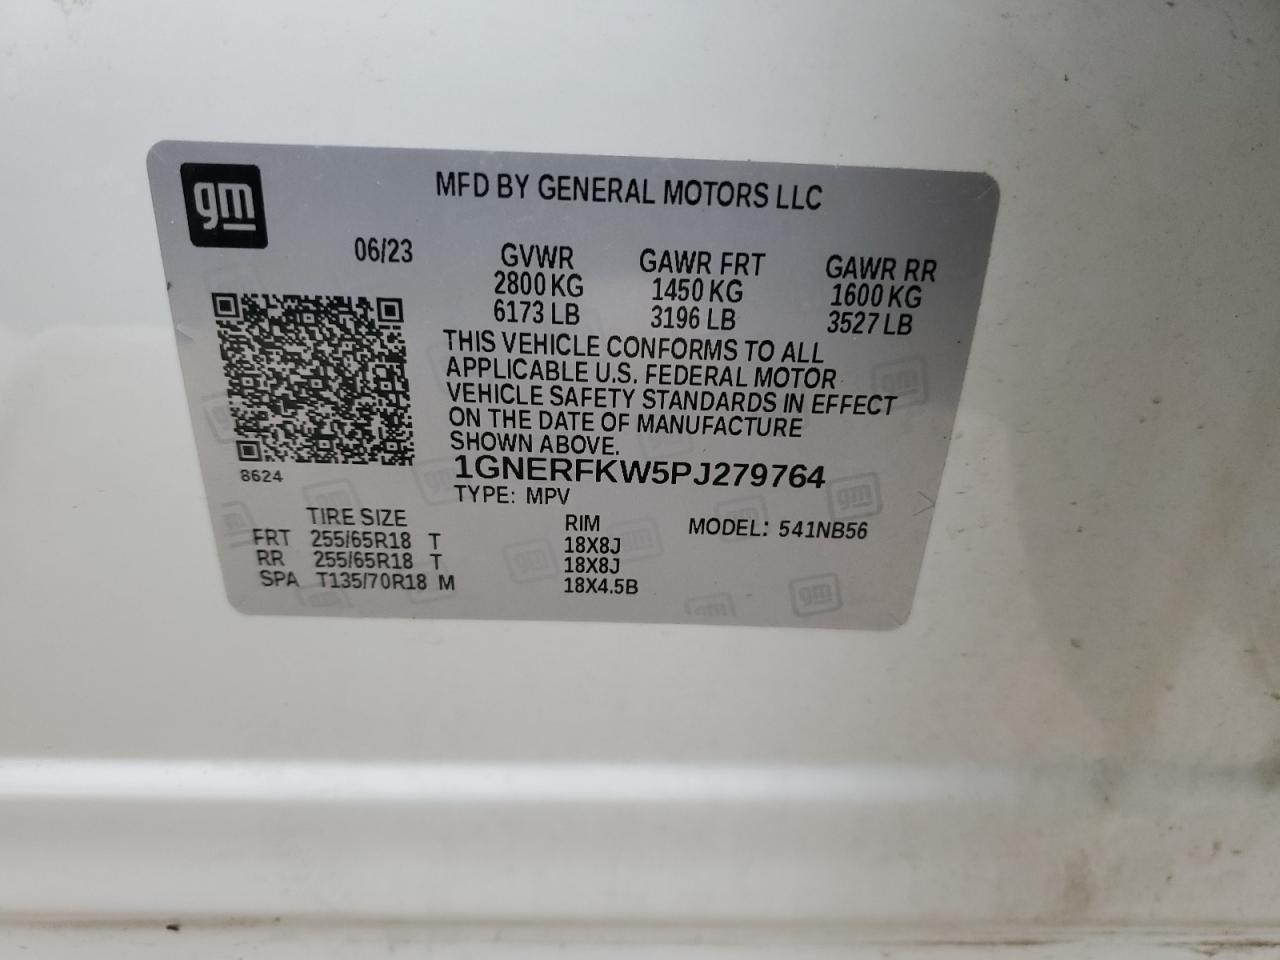 gm
MFD BY GENERAL MOTORS LLC
06/23
GVWR
2800 KG
6173 LB
GAWR FRT
1450 KG
3196 LB
GAWR RR
1600 KG
3527 LB
THIS VEHICLE CONFORMS TO ALL
APPLICABLE U.S. FEDERAL MOTOR
VEHICLE SAFETY STANDARDS IN EFFECT
ON THE DATE OF MANUFACTURE
SHOWN ABOVE.
8624
1GNERFKW5PJ279764
TYPE: MPV
TIRE SIZE RIM MODEL: 541NB56
FRT 255/65R18 T 18X8J
RR 255/65R18 T 18X8J
SPA T135/70R18 M 18X4.5B